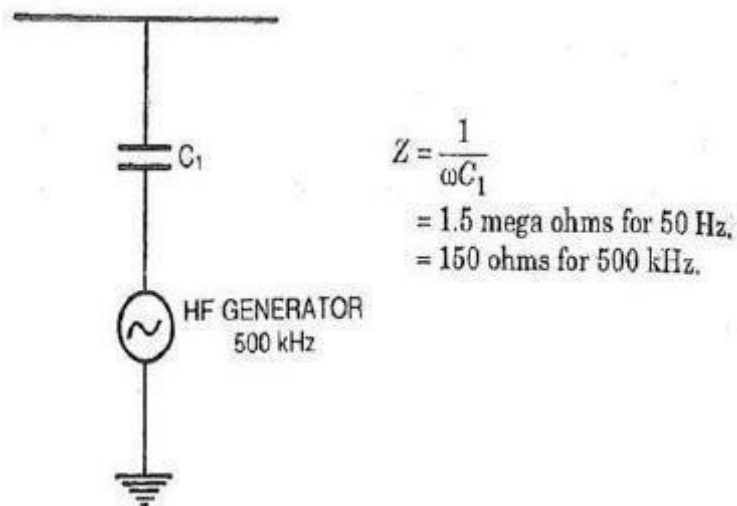 C₁
HF GENERATOR
500 kHz
Z = 1/ωC₁
= 1.5 mega ohms for 50 Hz.
= 150 ohms for 500 kHz.